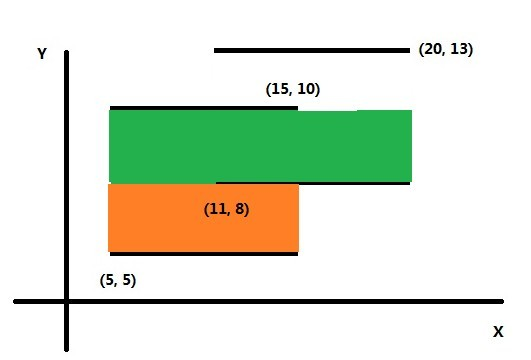 Y
(20, 13)
(15, 10)
(11, 8)
(5, 5)
X